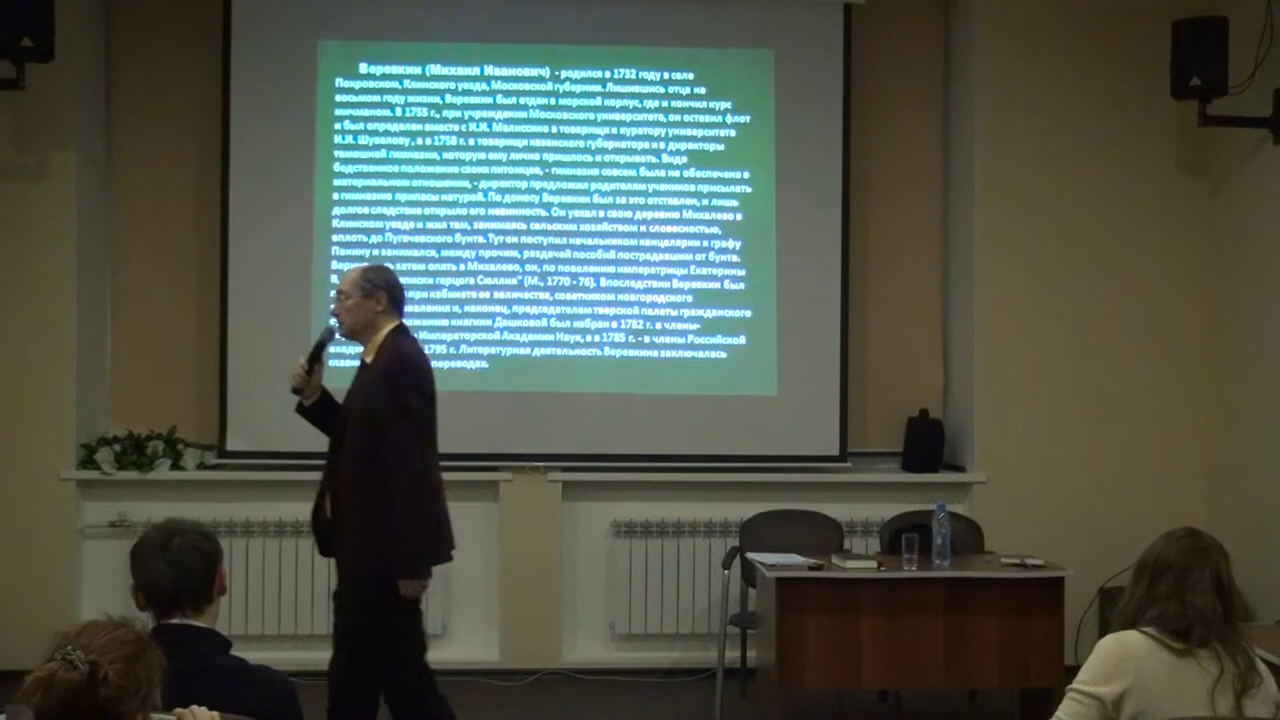 Веревкин (Михаил Иванович) - родился в 1732 году в селе
Покровском, Клинского уезда, Московской губернии. Лишившись отца на
восьмом году жизни, Веревкин был отдан в морской корпус, где и кончил курс
мичманом. В 1755 г., при учреждении Московского университета, он оставил флот
и был определен вместе с И.И. Мелиссино в товарищи к куратору университета
И.И. Шувалову, а в 1758 г. в товарищи казанского губернатора и в директоры
тамошней гимназии, которую ему лично пришлось и открывать. Видя
бедственное положение своих питомцев, - гимназия совсем была не обеспечена в
материальном отношении, - директор предложил родителям учеников присылать
в гимназию припасы натурой. По доносу Веревкин был за это отставлен, и лишь
долгое следствие открыло его невинность. Он уехал в свою деревню Михалево в
Клинском уезде и жил там, занимаясь сельским хозяйством и словесностью,
вплоть до Пугачевского бунта. Тут он поступил начальником канцелярии к графу
Панину и занимался, между прочим, раздачей пособий пострадавшим от бунта.
затем опять в Михалево, он, по повелению императрицы Екатерины
герцога Сюллия" (М., 1770 - 76). Впоследствии Веревкин был
при кабинете ее величества, советником новгородского
и, наконец, председателем тверской палаты гражданского
княгини Дашковой был избран в 1782 г. в члены-
Императорской Академии Наук, а в 1785 г. - в члены Российской
1795 г. Литературная деятельность Веревкина заключалась
переводах.